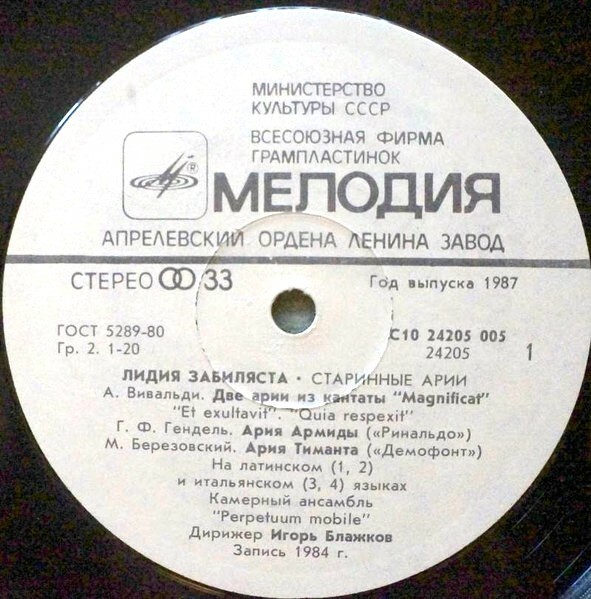 МИНИСТЕРСТВО
КУЛЬТУРЫ СССР
ВСЕСОЮЗНАЯ ФИРМА
ГРАМПЛАСТИНОК
МЕЛОДИЯ
АПРЕЛЕВСКИЙ ОРДЕНА ЛЕНИНА ЗАВОД
СТЕРЕО 33 Год выпуска 1987
ГОСТ 5289-80 С10 24205 005
Гр. 2. 1-20 24205 1
ЛИДИЯ ЗАБИЛЯСТА • СТАРИННЫЕ АРИИ
А. Вивальди. Две арии из кантаты "Magnificat"
"Et exultavit". "Quia respexit"
Г. Ф. Гендель. Ария Армиды («Ринальдо»)
М. Березовский. Ария Тиманта («Демофонт»)
На латинском (1, 2)
и итальянском (3, 4) языках
Камерный ансамбль
"Perpetuum mobile"
Дирижер Игорь Блажков
Запись 1984 г.